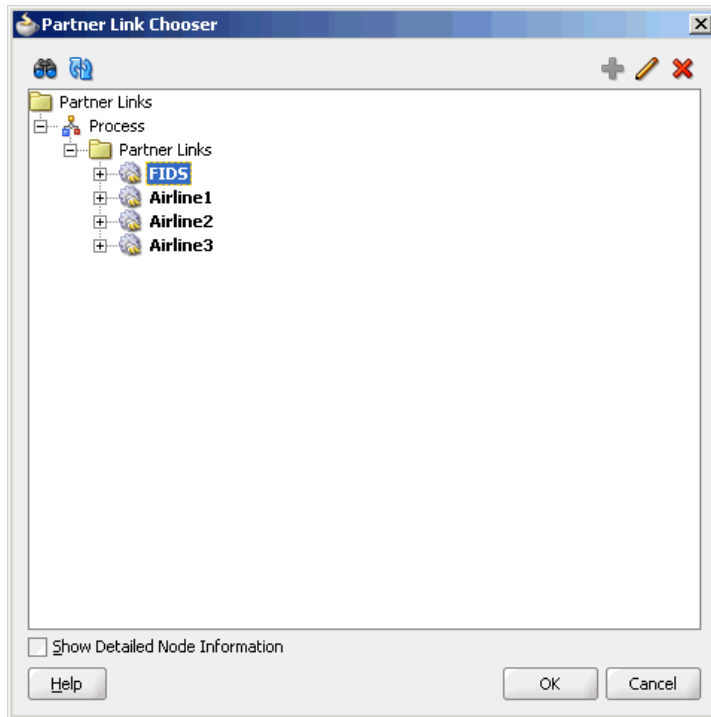 Partner Link Chooser
Partner Links
Process
Partner Links
FIDS
Airline1
Airline2
Airline3
Show Detailed Node Information
Help OK Cancel